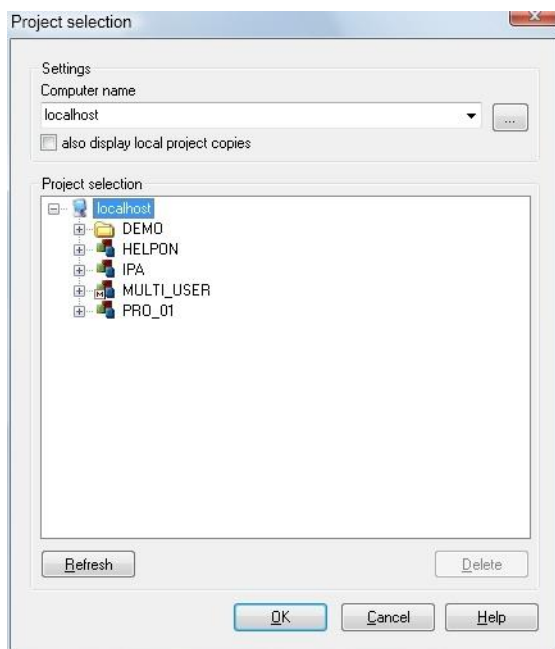 Project selection
Settings
Computer name
localhost
...
also display local project copies
Project selection
localhost
DEMO
HELPON
IPA
M MULTI_USER
PRO_01
Refresh Delete
OK Cancel Help